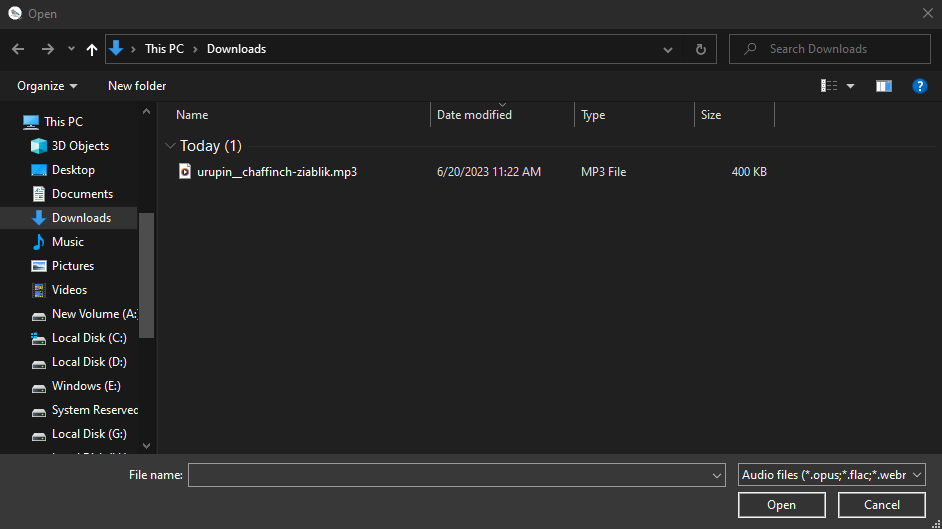 Open
This PC Downloads
Search Downloads
Organize New folder
Name Date modified Type Size
Today (1)
urupin__chaffinch-ziablik.mp3 6/20/2023 11:22 AM MP3 File 400 KB
This PC
3D Objects
Desktop
Documents
Downloads
Music
Pictures
Videos
New Volume (A:
Local Disk (C:)
Local Disk (D:)
Windows (E:)
System Reserved
Local Disk (G:)
File name:
Audio files (*.opus;*.flac;*.webm
Open Cancel